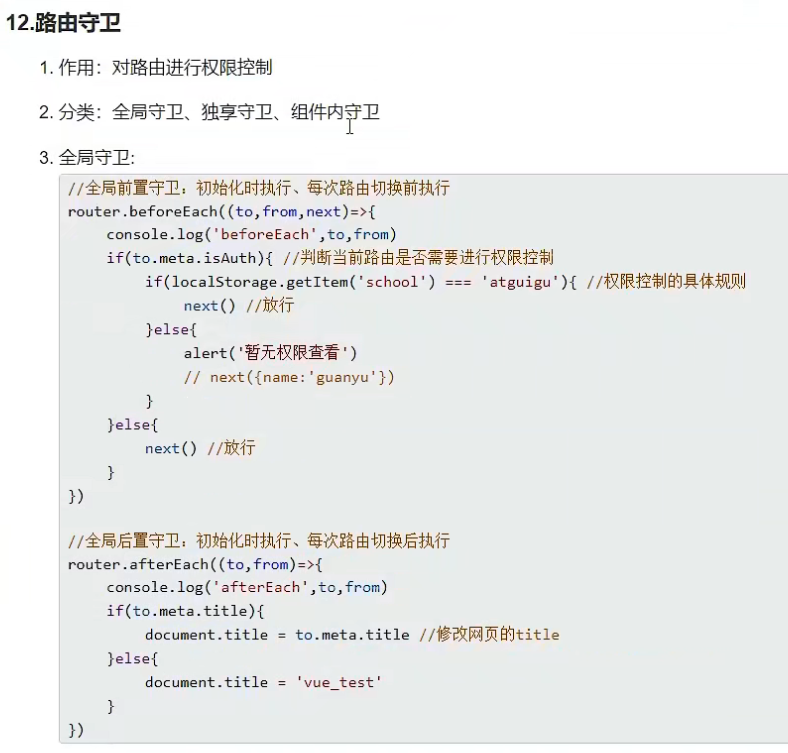 12.路由守卫
1. 作用：对路由进行权限控制
2. 分类：全局守卫、独享守卫、组件内守卫
3. 全局守卫:
//全局前置守卫：初始化时执行、每次路由切换前执行
router.beforeEach((to,from,next)=>{
    console.log('beforeEach',to,from)
    if(to.meta.isAuth){ //判断当前路由是否需要进行权限控制
        if(localStorage.getItem('school') === 'atguigu'){ //权限控制的具体规则
            next() //放行
        }else{
            alert('暂无权限查看')
            // next({name:'guanyu'})
        }
    }else{
        next() //放行
    }
})
//全局后置守卫：初始化时执行、每次路由切换后执行
router.afterEach((to,from)=>{
    console.log('afterEach',to,from)
    if(to.meta.title){
        document.title = to.meta.title //修改网页的title
    }else{
        document.title = 'vue_test'
    }
})